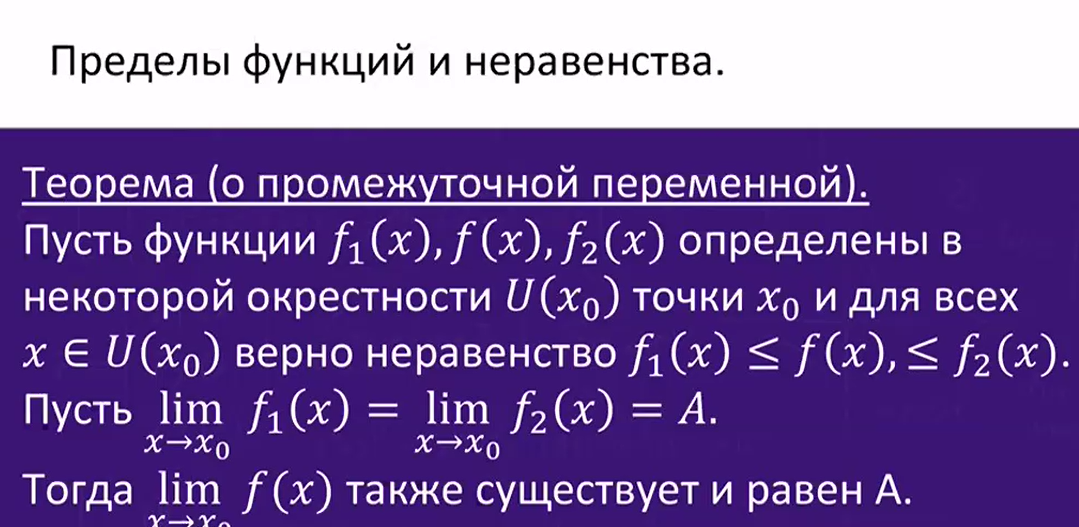 Пределы функций и неравенства.
Теорема (о промежуточной переменной).
Пусть функции f₁(x), f(x), f₂(x) определены в
некоторой окрестности U(x₀) точки x₀ и для всех
x ∈ U(x₀) верно неравенство f₁(x) ≤ f(x), ≤ f₂(x).
Пусть lim f₁(x) = lim f₂(x) = A.
x→x₀ x→x₀
Тогда lim f(x) также существует и равен А.
x→x₀